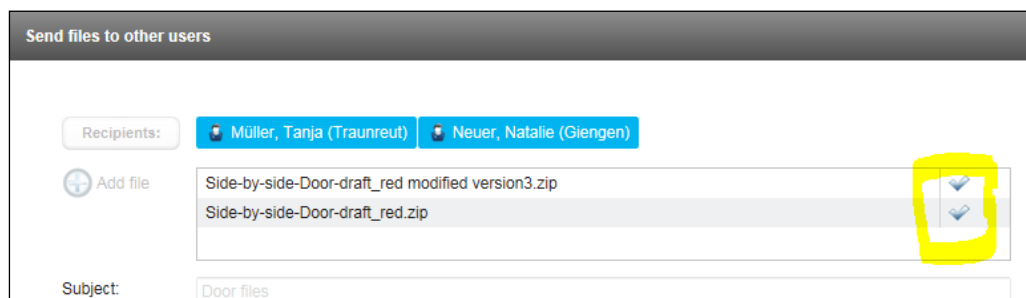 Send files to other users
Recipients: Müller, Tanja (Traunreut) Neuer, Natalie (Giengen)
Add file Side-by-side-Door-draft_red modified version3.zip
Side-by-side-Door-draft_red.zip
Subject: Door files